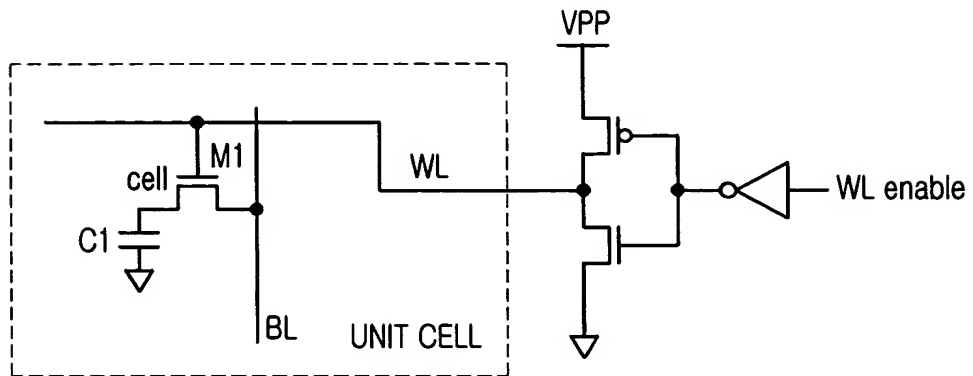 VPP
M1
WL
cell
WL enable
C1
BL
UNIT CELL